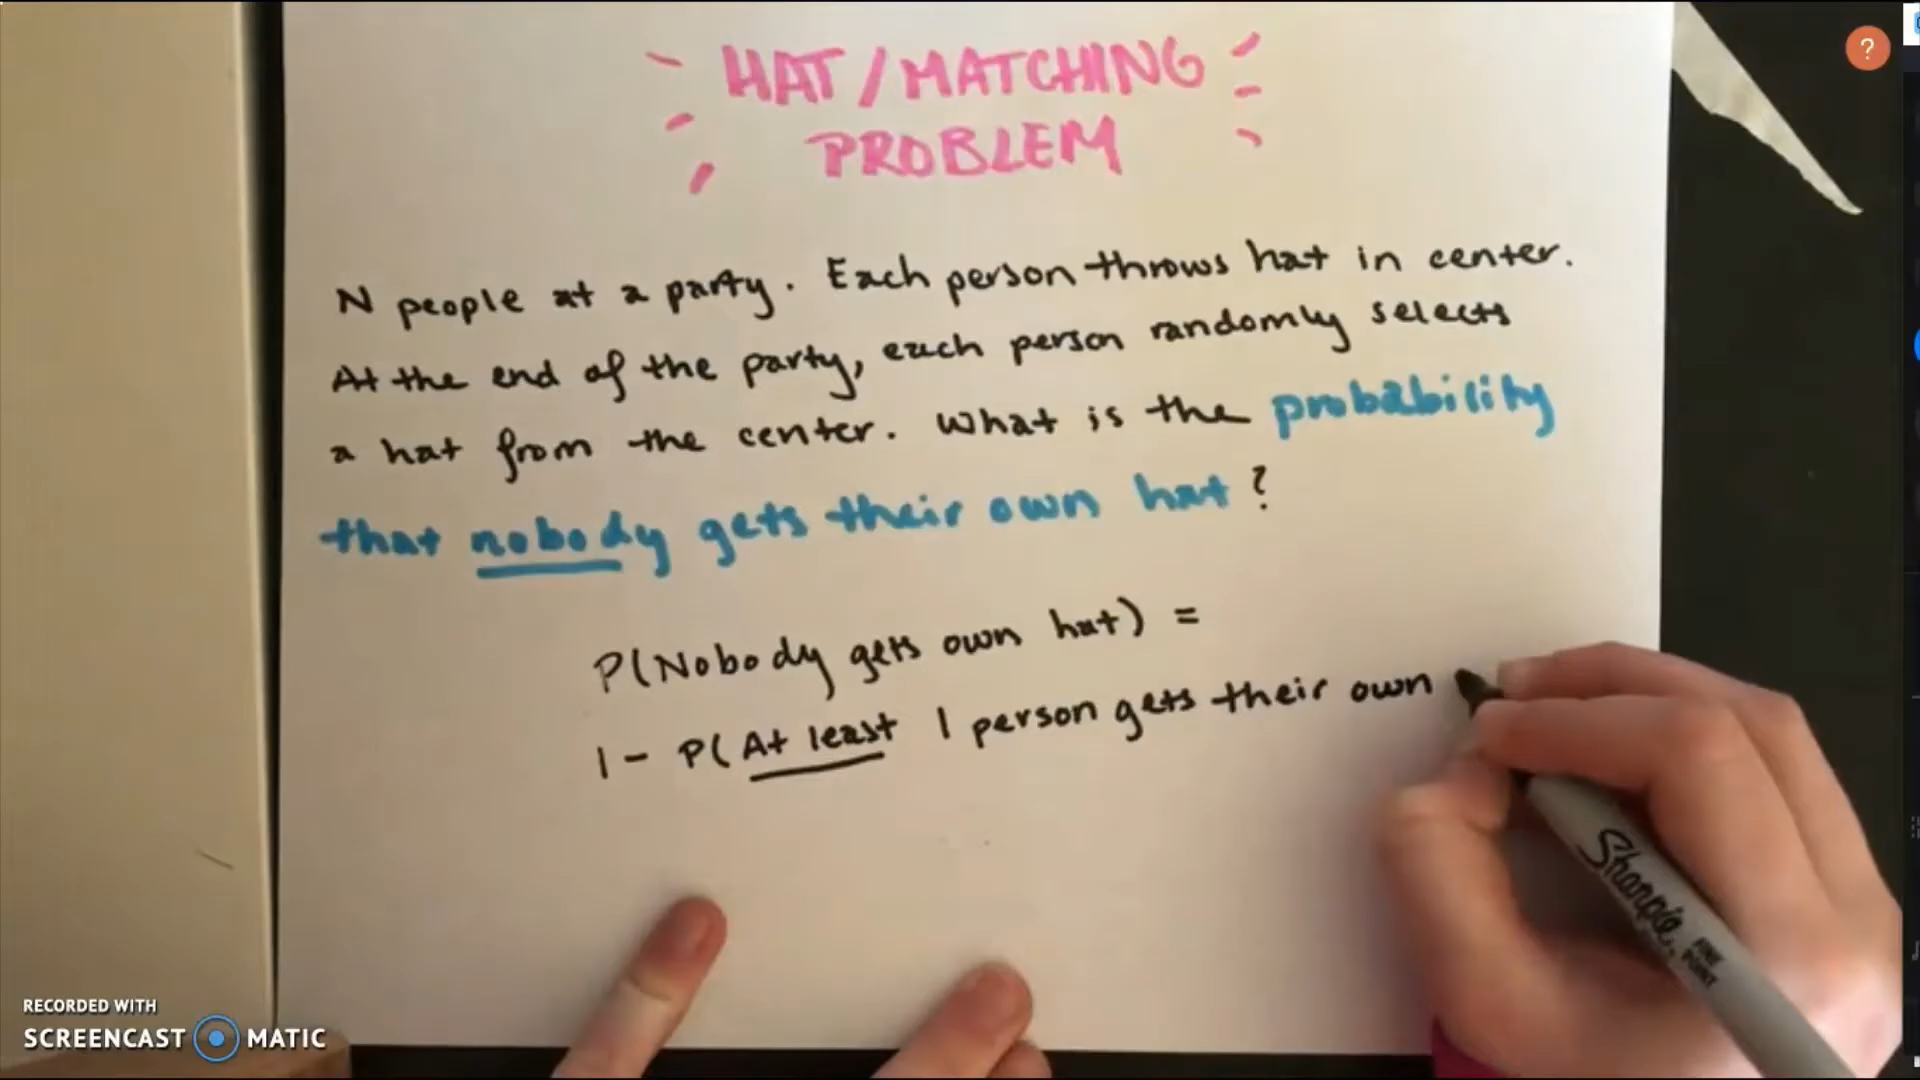 HAT/MATCHING
PROBLEM
N people at a party. Each person throws hat in center.
At the end of the party, each person randomly selects
a hat from the center. What is the probability
that nobody gets their own hat?
P(Nobody gets own hat) =
1 - P(At least 1 person gets their own
Sharpie.
FINE
POINT
RECORDED WITH
SCREENCAST MATIC
?